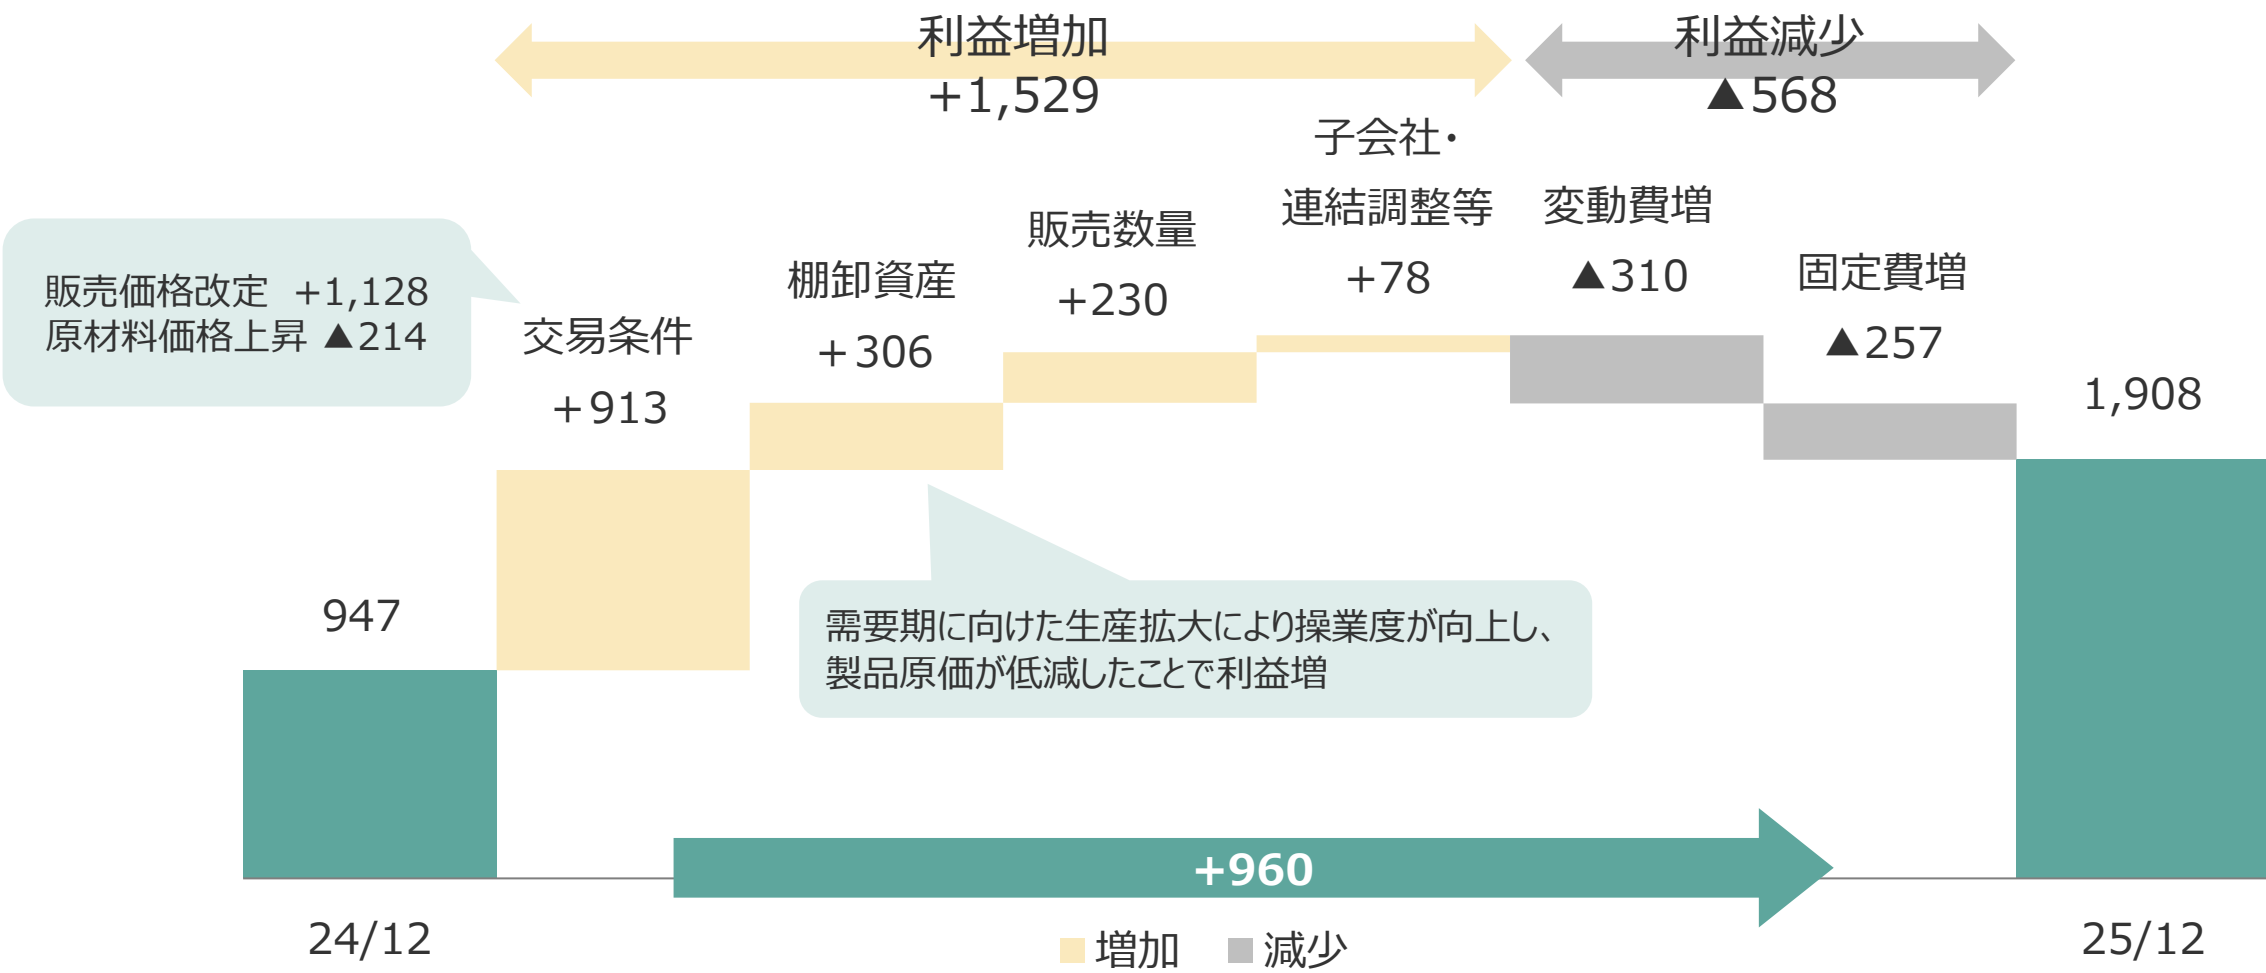 利益増加
+1,529
利益減少
▲568
販売価格改定 +1,128
原材料価格上昇 ▲214
交易条件
+913
棚卸資産
+306
販売数量
+230
子会社・
連結調整等
+78
変動費増
▲310
固定費増
▲257
947
1,908
需要期に向けた生産拡大により操業度が向上し、
製品原価が低減したことで利益増
+960
24/12
25/12
増加
減少